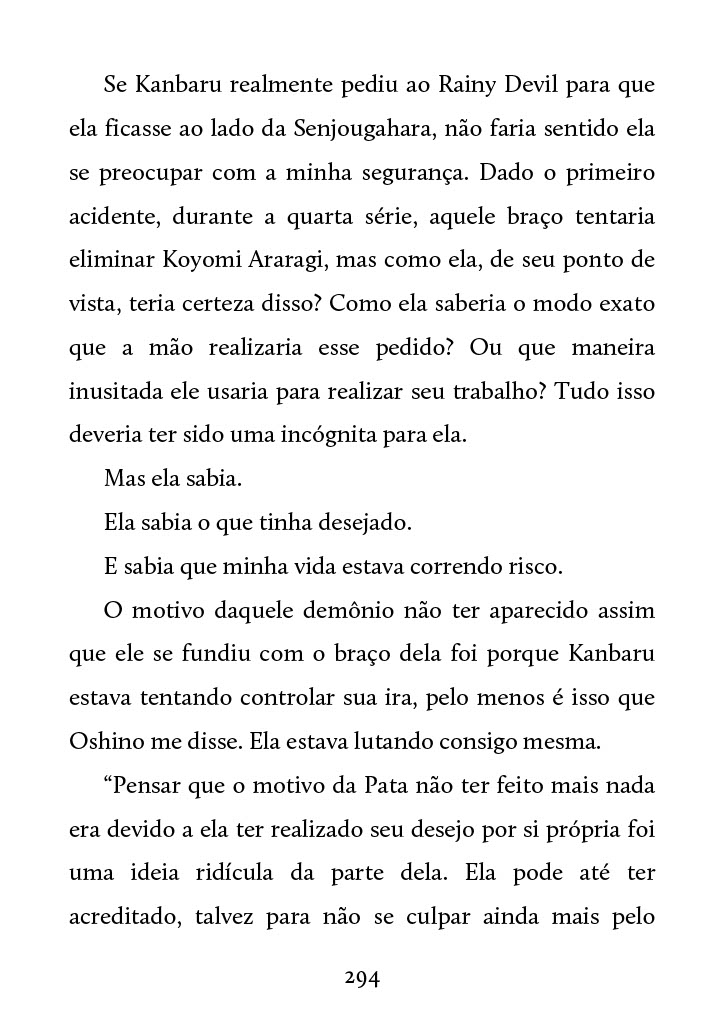 Se Kanbaru realmente pediu ao Rainy Devil para que
ela ficasse ao lado da Senjougahara, não faria sentido ela
se preocupar com a minha segurança. Dado o primeiro
acidente, durante a quarta série, aquele braço tentaria
eliminar Koyomi Araragi, mas como ela, de seu ponto de
vista, teria certeza disso? Como ela saberia o modo exato
que a mão realizaria esse pedido? Ou que maneira
inusitada ele usaria para realizar seu trabalho? Tudo isso
deveria ter sido uma incógnita para ela.
Mas ela sabia.
Ela sabia o que tinha desejado.
E sabia que minha vida estava correndo risco.
O motivo daquele demônio não ter aparecido assim
que ele se fundiu com o braço dela foi porque Kanbaru
estava tentando controlar sua ira, pelo menos é isso que
Oshino me disse. Ela estava lutando consigo mesma.
“Pensar que o motivo da Pata não ter feito mais nada
era devido a ela ter realizado seu desejo por si própria foi
uma ideia ridícula da parte dela. Ela pode até ter
acreditado, talvez para não se culpar ainda mais pelo
294